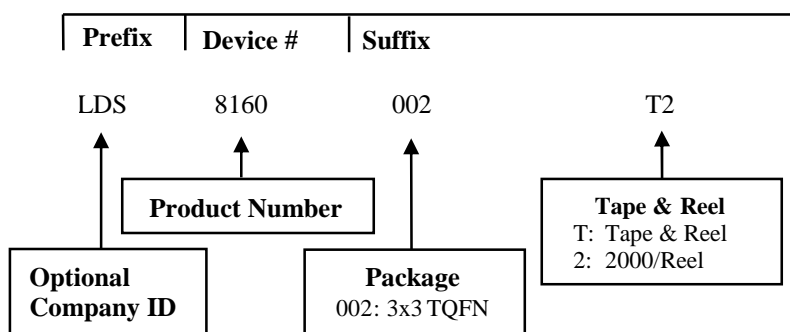 Prefix Device # Suffix
LDS 8160 002 T2
Product Number
Tape & Reel
T: Tape & Reel
2: 2000/Reel
Optional
Company ID
Package
002: 3x3 TQFN